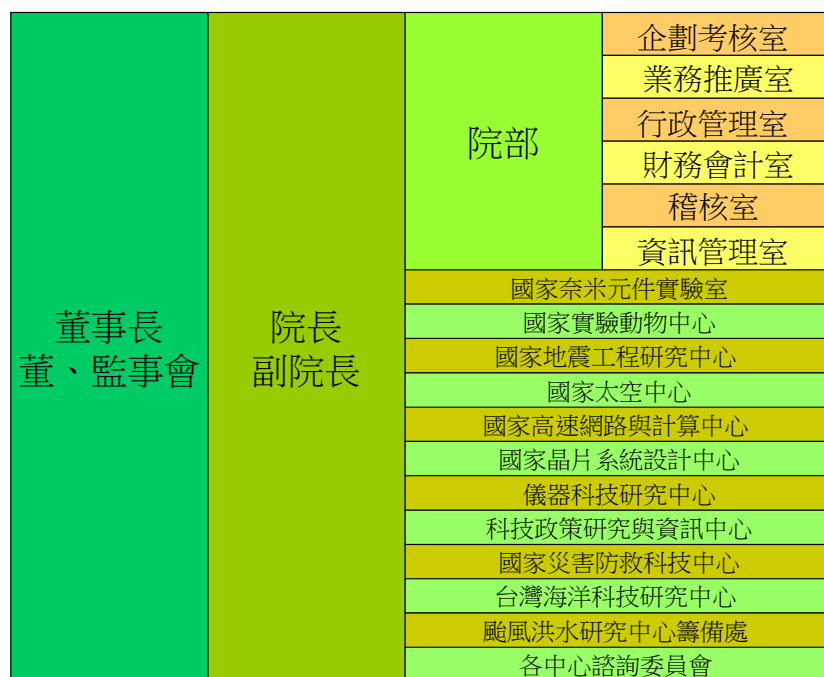 董事長
董、監事會
院長
副院長
院部
企劃考核室
業務推廣室
行政管理室
財務會計室
稽核室
資訊管理室
國家奈米元件實驗室
國家實驗動物中心
國家地震工程研究中心
國家太空中心
國家高速網路與計算中心
國家晶片系統設計中心
儀器科技研究中心
科技政策研究與資訊中心
國家災害防救科技中心
台灣海洋科技研究中心
颱風洪水研究中心籌備處
各中心諮詢委員會